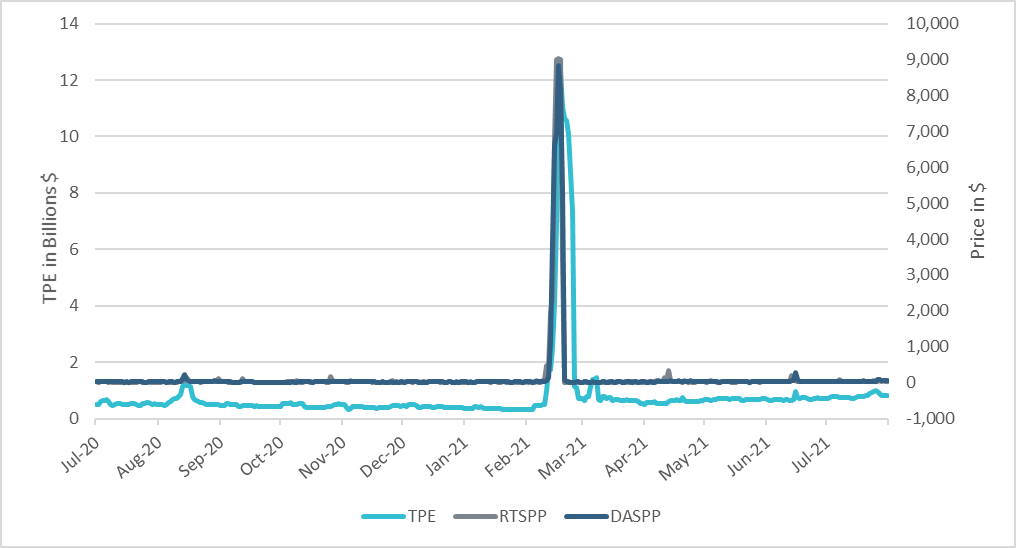 TPE in Billions $
14
12
10
8
6
4
2
0
10,000
9,000
8,000
7,000
6,000
5,000
4,000
3,000
2,000
1,000
0
-1,000
Price in $
Jul-20
Aug-20
Sep-20
Oct-20
Nov-20
Dec-20
Jan-21
Feb-21
Mar-21
Apr-21
May-21
Jun-21
Jul-21
TPE RTSPP DASPP